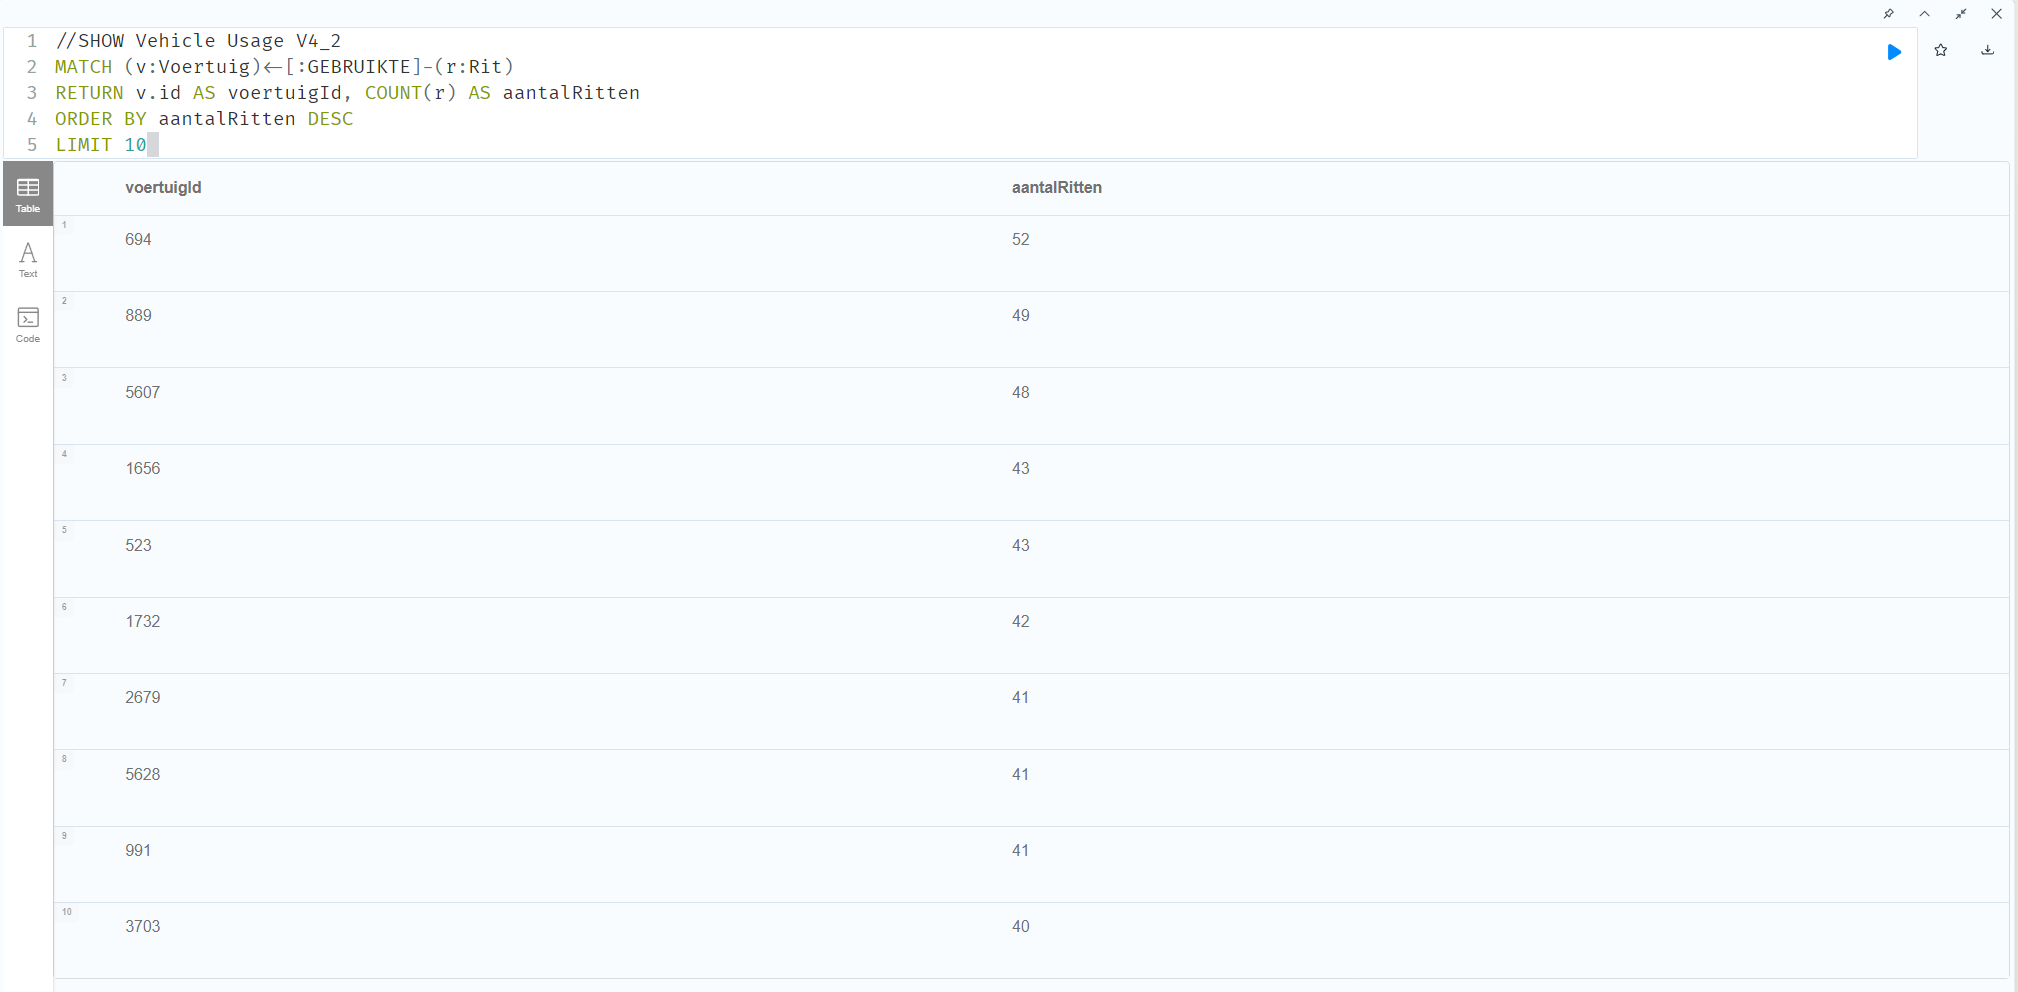 1 //SHOW Vehicle Usage V4_2
2 MATCH (v:Voertuig)<-[:GEBRUIKTE]-(r:Rit)
3 RETURN v.id AS voertuigId, COUNT(r) AS aantalRitten
4 ORDER BY aantalRitten DESC
5 LIMIT 10
Table
Text
Code
voertuigId aantalRitten
1 694 52
2 889 49
3 5607 48
4 1656 43
5 523 43
6 1732 42
7 2679 41
8 5628 41
9 991 41
10 3703 40